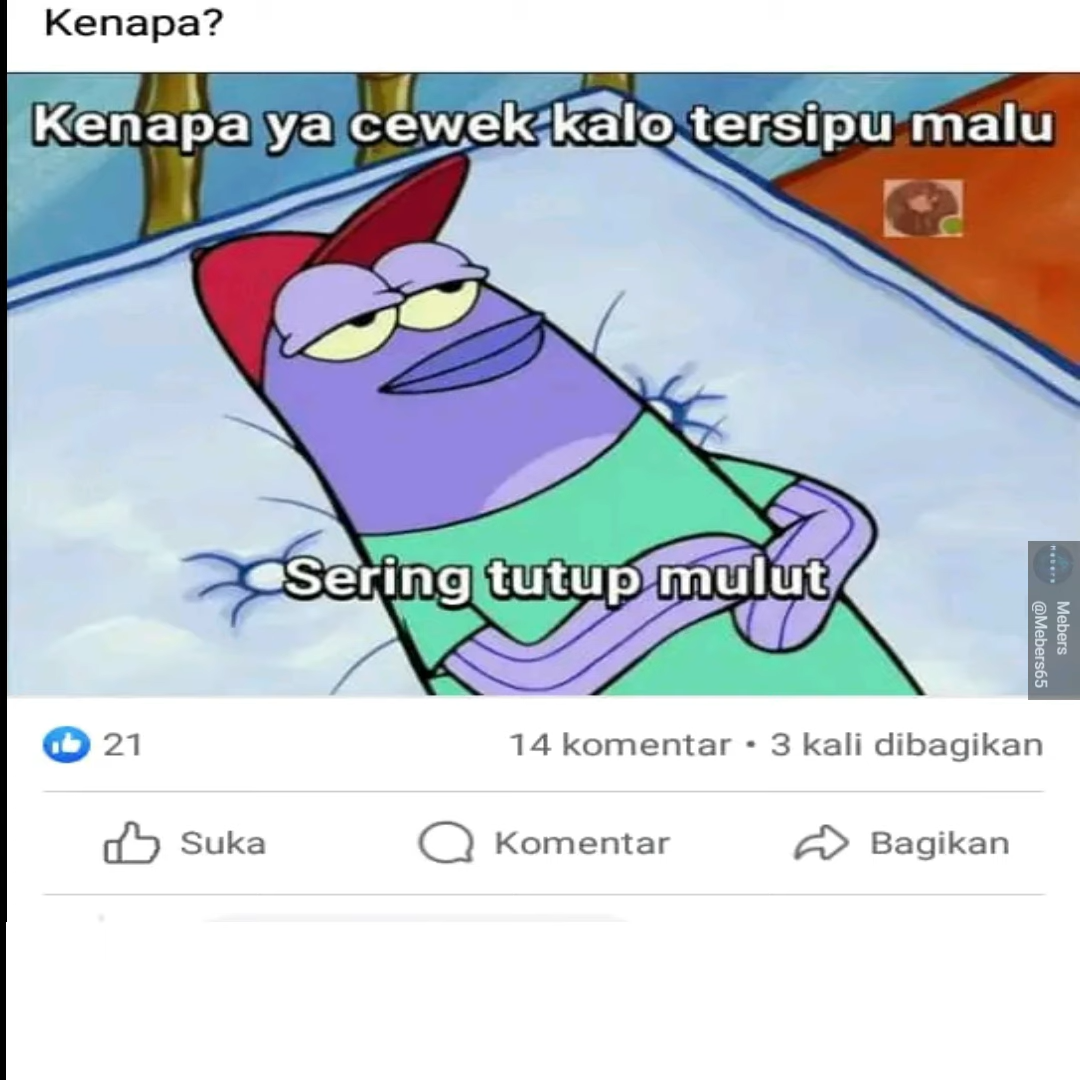 Kenapa?
Kenapa ya cewek kalo tersipu malu
Sering tutup mulut
Mebers
@Mebers65
21
14 komentar • 3 kali dibagikan
Suka
Komentar
Bagikan